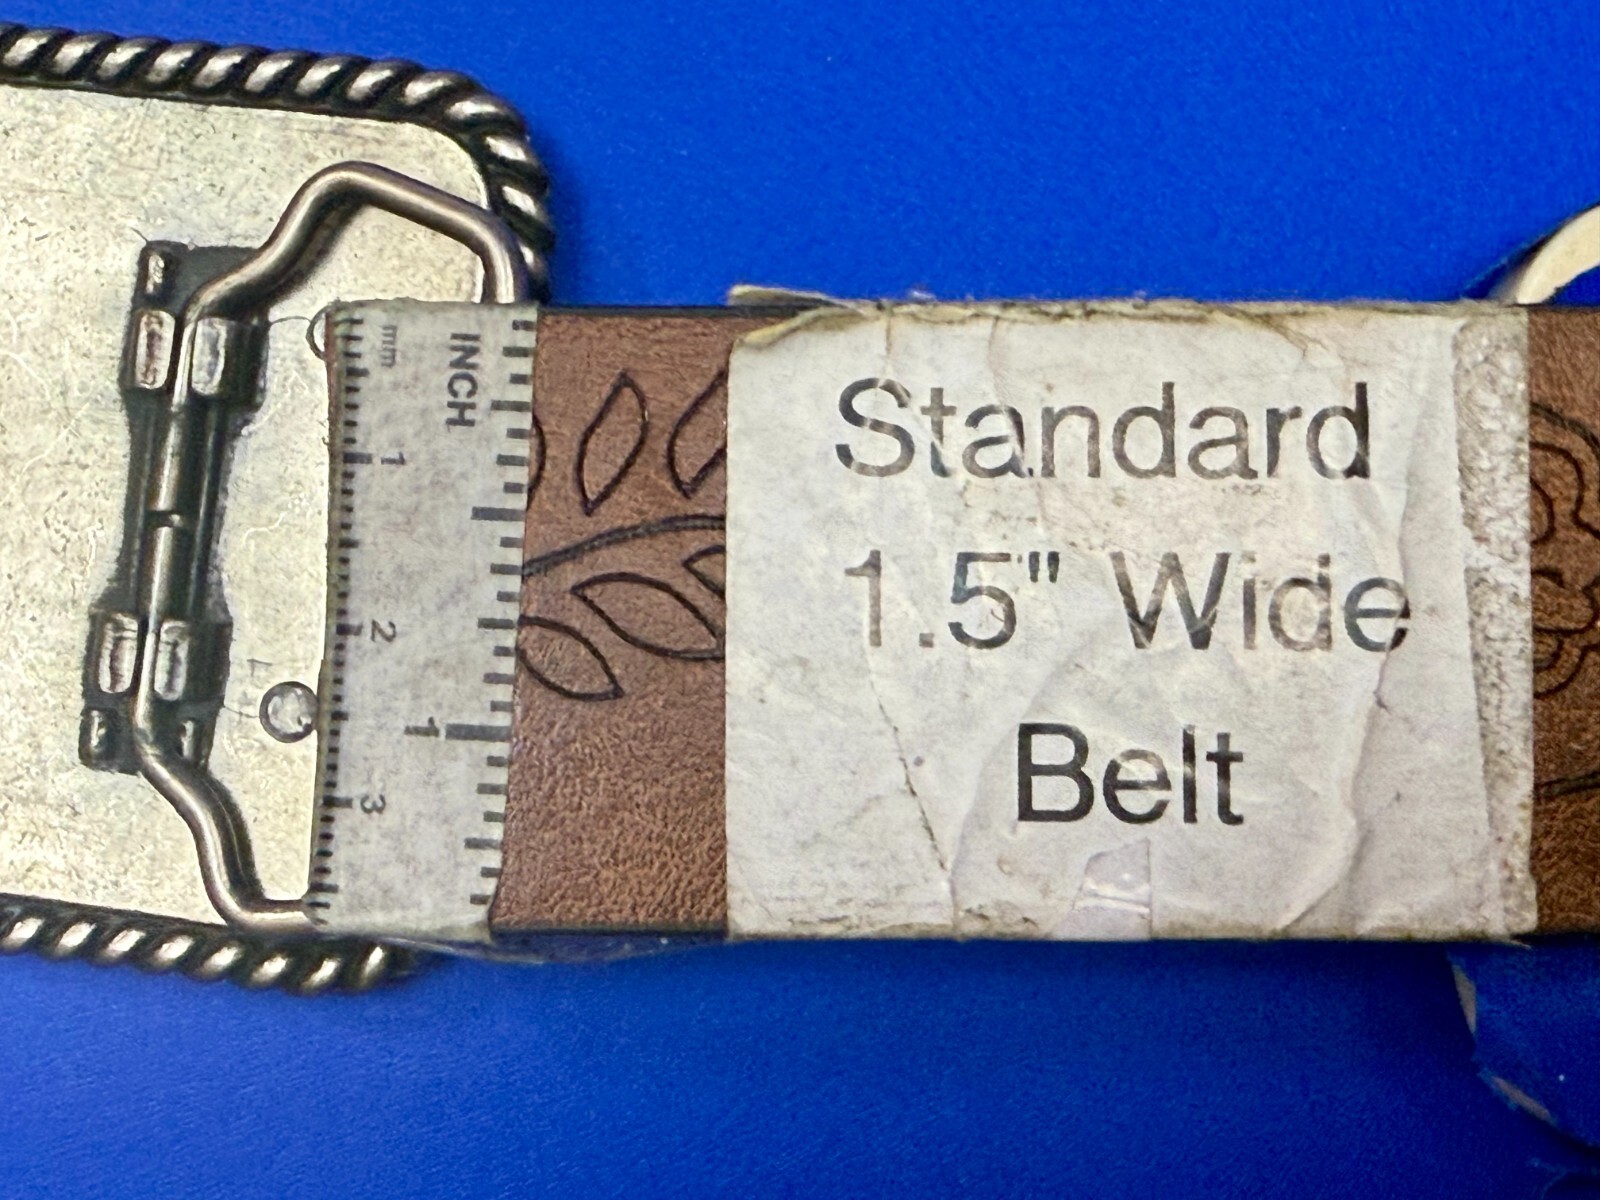 Standard
1.5" Wide
Belt
mm
INCH
1
2
3
1